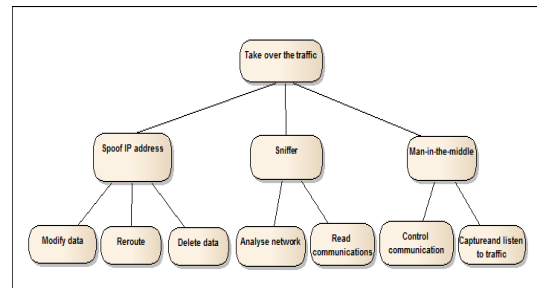 Take over the traffic
Spoof IP address
Sniffer
Man-in-the-middle
Modify data
Reroute
Delete data
Analyse network
Read
communications
Control
communication
Captureand listen
to traffic